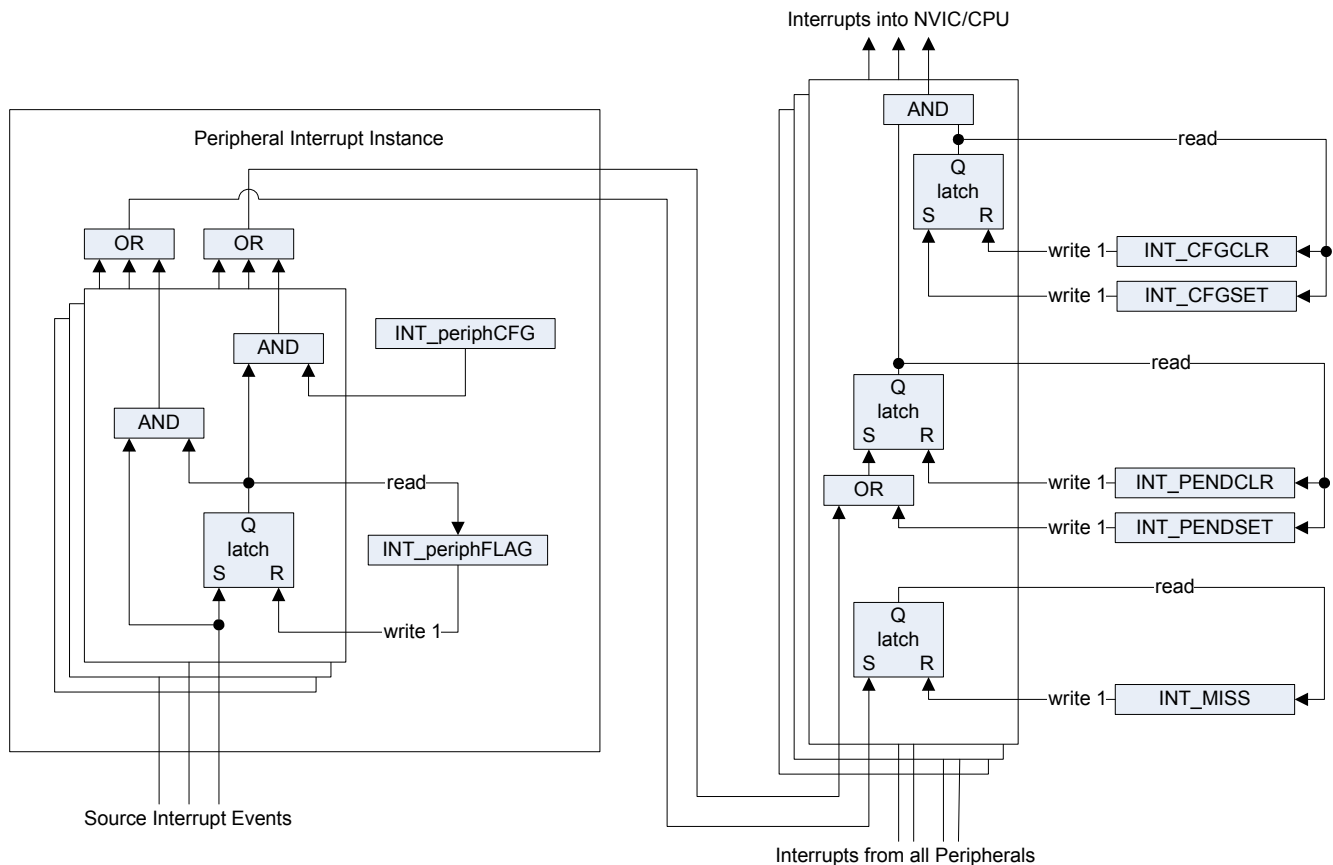 Interrupts into NVIC/CPU
Peripheral Interrupt Instance
OR
OR
AND
INT_periphCFG
AND
read
Q
latch
S R
INT_periphFLAG
write 1
Source Interrupt Events
AND
read
Q
latch
S R
write 1
INT_CFGCLR
write 1
INT_CFGSET
read
Q
latch
S R
write 1
INT_PENDCLR
OR
write 1
INT_PENDSET
read
Q
latch
S R
write 1
INT_MISS
Interrupts from all Peripherals